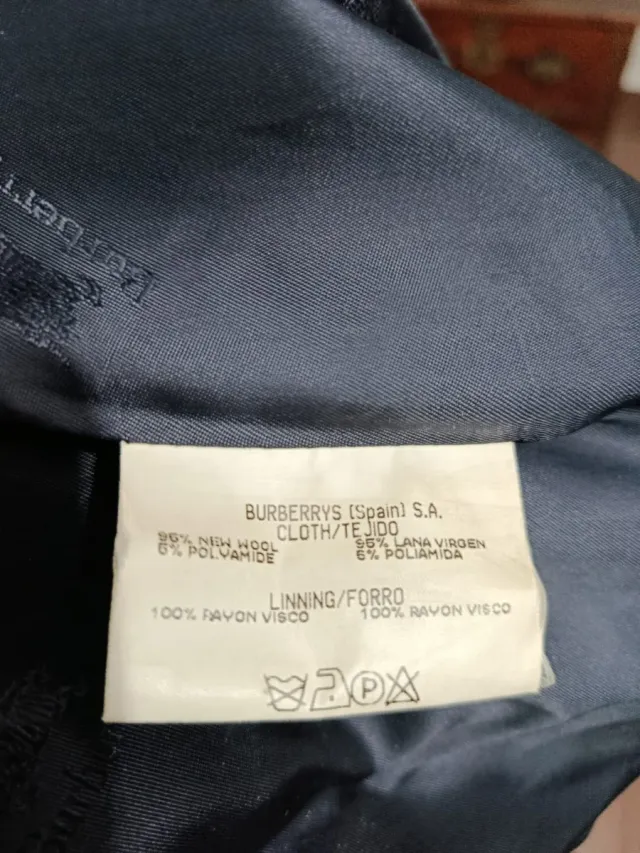 Burberry
BURBERRYS (Spain) S.A.
CLOTH/TEJIDO
95% NEW WOOL 95% LANA VIRGEN
5% POLYAMIDE 5% POLIAMIDA
LINNING/FORRO
100% RAYON VISCO 100% RAYON VISCO
P